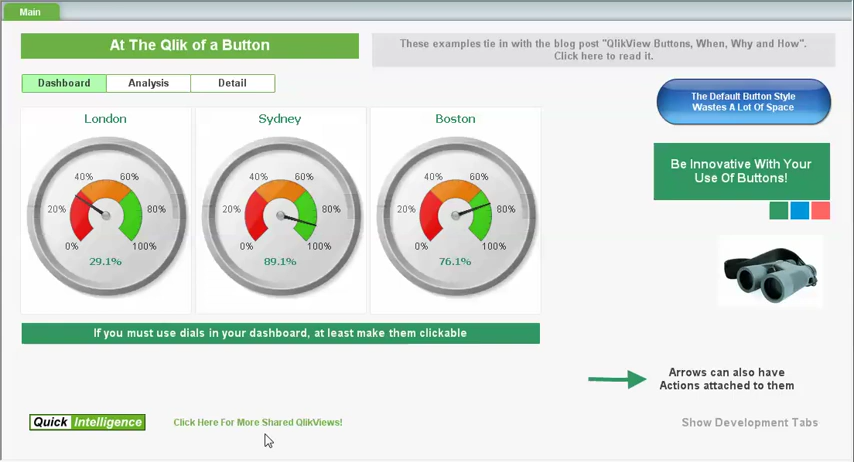 Main
At The Qlik of a Button
These examples tie in with the blog post "QlikView Buttons, When, Why and How".
Click here to read it.
Dashboard
Analysis
Detail
The Default Button Style
Wastes A Lot Of Space
London
Sydney
Boston
40% 60%
20% 80%
0% 100%
29.1%
40% 60%
20% 80%
0% 100%
89.1%
40% 60%
20% 80%
0% 100%
76.1%
Be Innovative With Your
Use Of Buttons!
If you must use dials in your dashboard, at least make them clickable
Arrows can also have
Actions attached to them
Quick Intelligence
Click Here For More Shared QlikViews!
Show Development Tabs